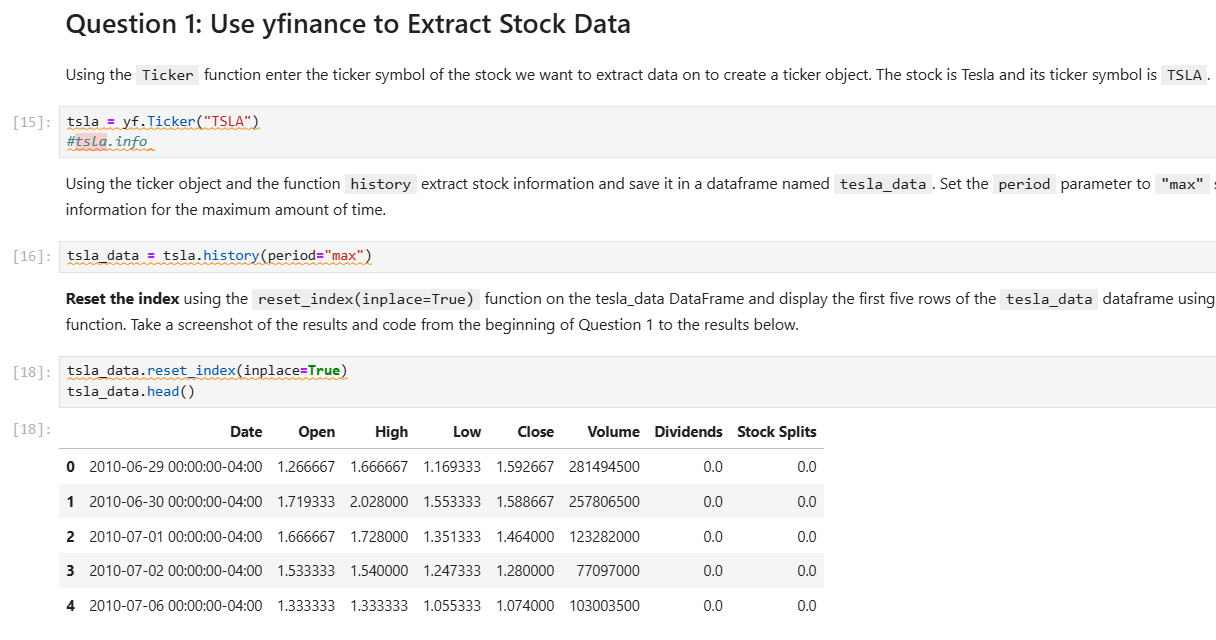 Question 1: Use yfinance to Extract Stock Data
Using the Ticker function enter the ticker symbol of the stock we want to extract data on to create a ticker object. The stock is Tesla and its ticker symbol is TSLA.
[15]: tsla = yf.Ticker("TSLA")
#tsla.info
Using the ticker object and the function history extract stock information and save it in a dataframe named tesla_data. Set the period parameter to "max" s
information for the maximum amount of time.
[16]: tsla_data = tsla.history(period="max")
Reset the index using the reset_index(inplace=True) function on the tesla_data DataFrame and display the first five rows of the tesla_data dataframe using
function. Take a screenshot of the results and code from the beginning of Question 1 to the results below.
[18]: tsla_data.reset_index(inplace=True)
tsla_data.head()
[18]: Date Open High Low Close Volume Dividends Stock Splits
0 2010-06-29 00:00:00-04:00 1.266667 1.666667 1.169333 1.592667 281494500 0.0 0.0
1 2010-06-30 00:00:00-04:00 1.719333 2.028000 1.553333 1.588667 257806500 0.0 0.0
2 2010-07-01 00:00:00-04:00 1.666667 1.728000 1.351333 1.464000 123282000 0.0 0.0
3 2010-07-02 00:00:00-04:00 1.533333 1.540000 1.247333 1.280000 77097000 0.0 0.0
4 2010-07-06 00:00:00-04:00 1.333333 1.333333 1.055333 1.074000 103003500 0.0 0.0